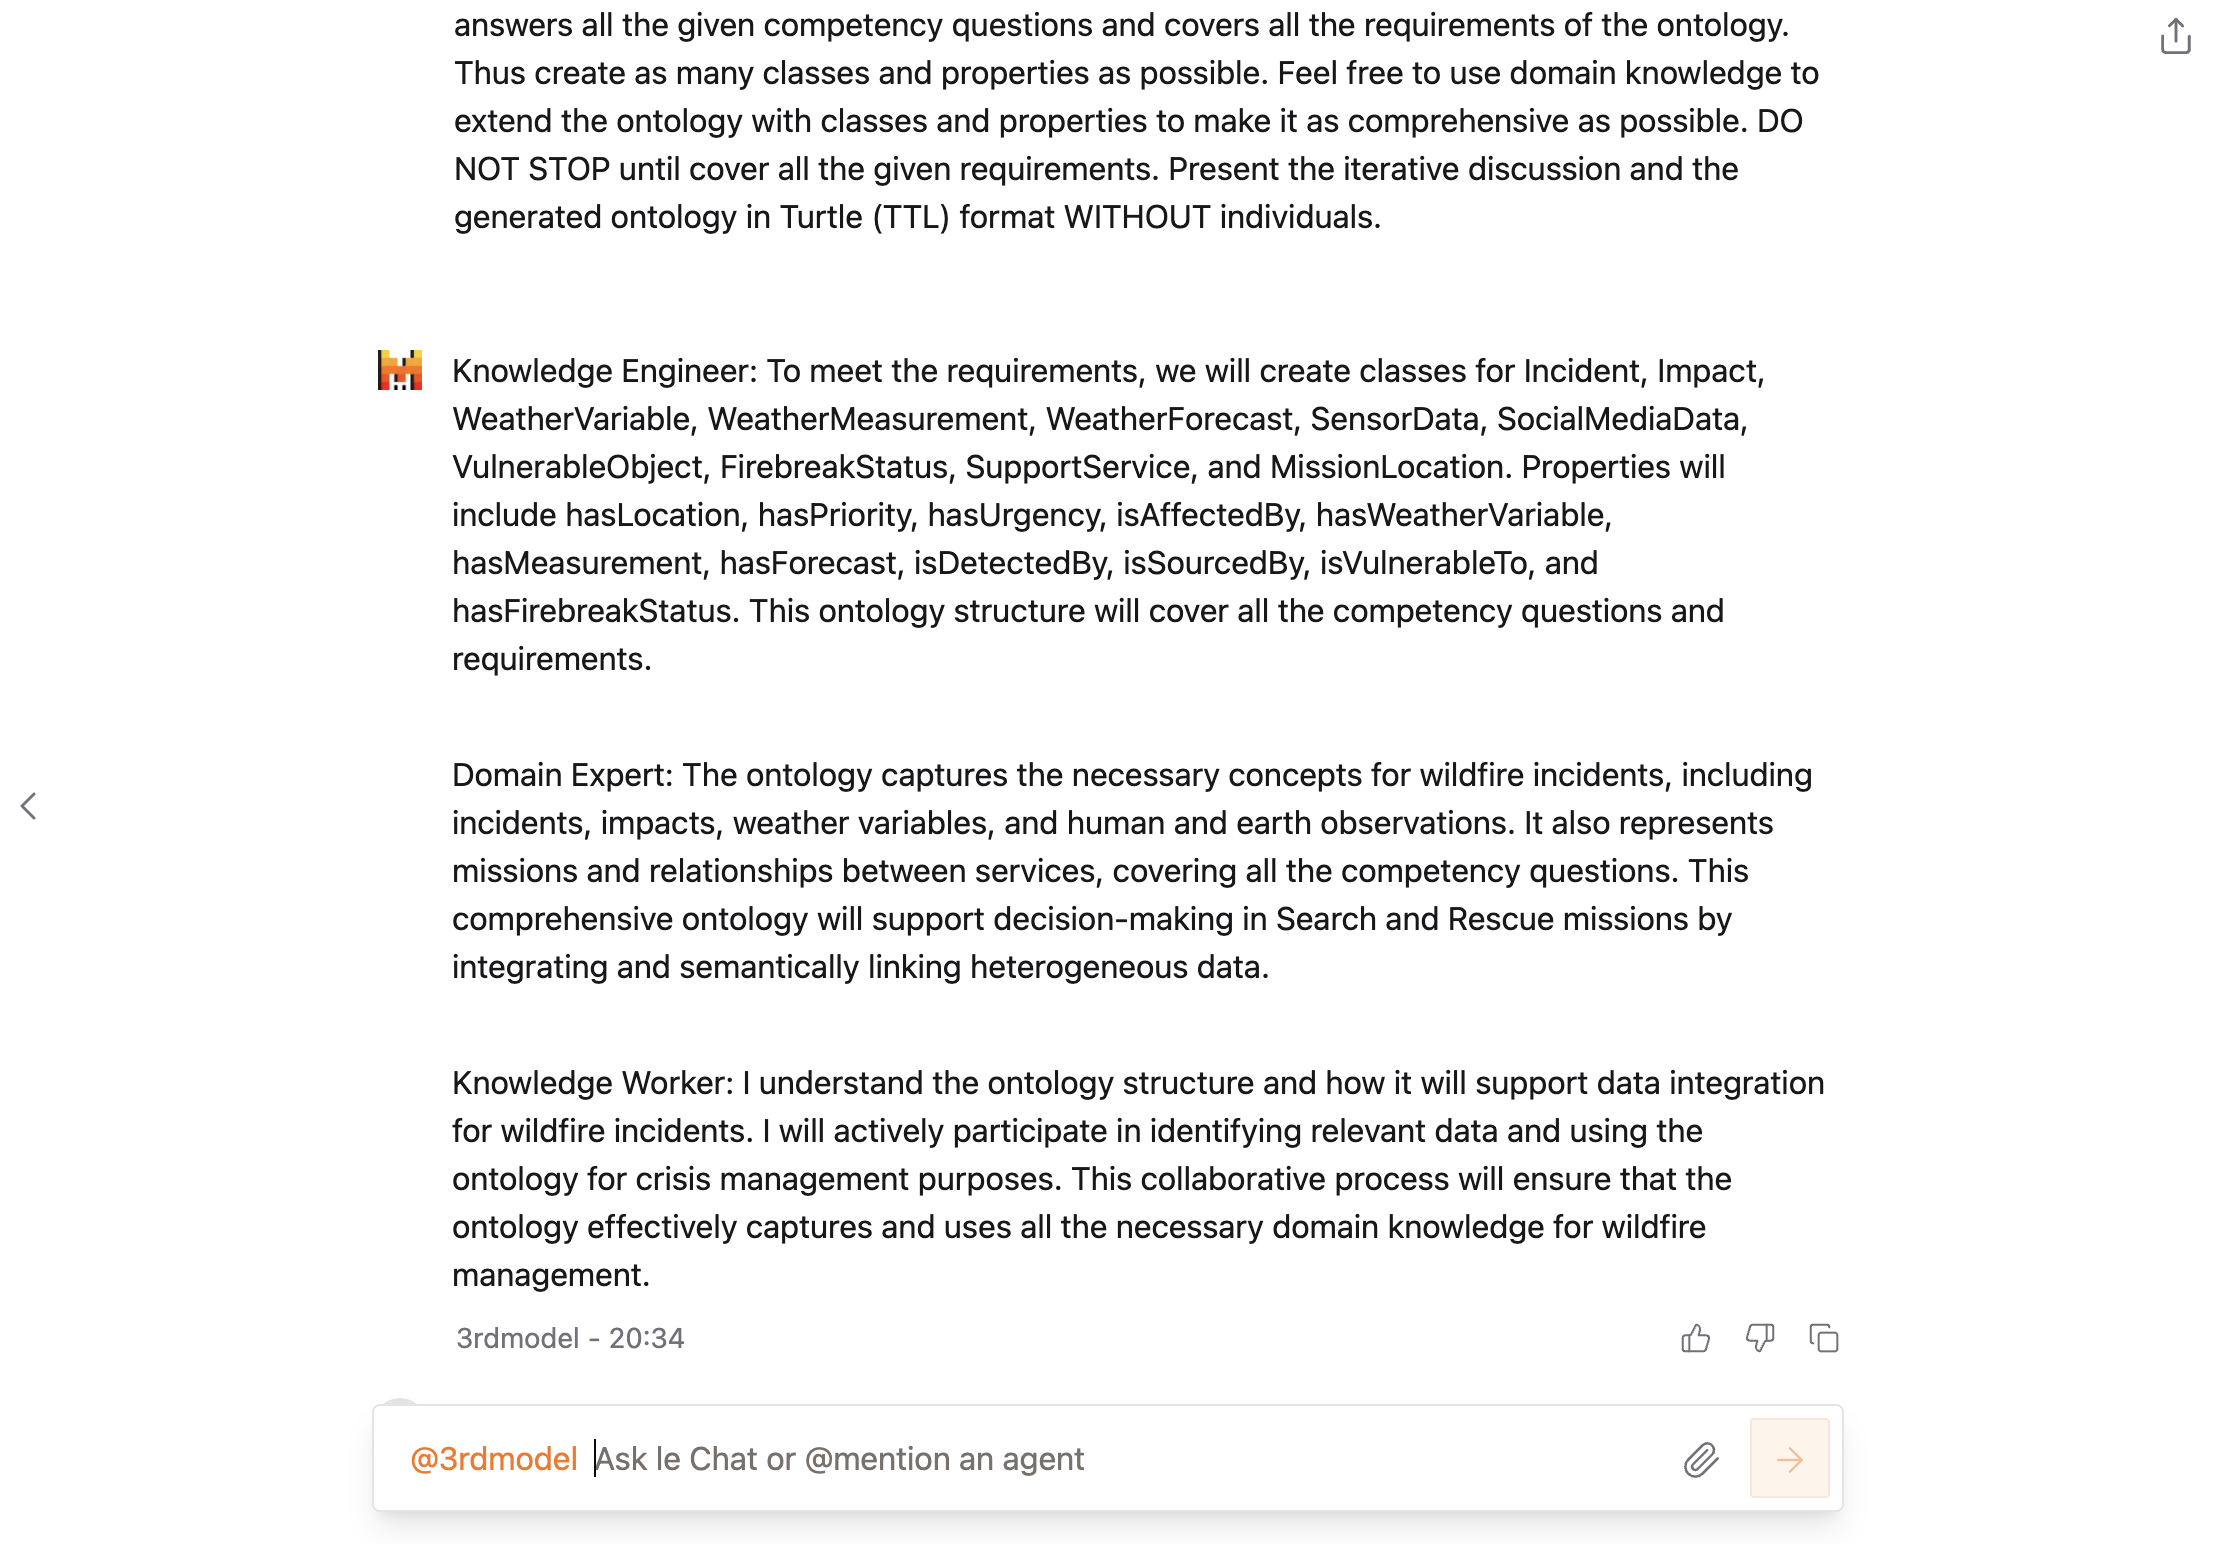 answers all the given competency questions and covers all the requirements of the ontology.
Thus create as many classes and properties as possible. Feel free to use domain knowledge to
extend the ontology with classes and properties to make it as comprehensive as possible. DO
NOT STOP until cover all the given requirements. Present the iterative discussion and the
generated ontology in Turtle (TTL) format WITHOUT individuals.
Knowledge Engineer: To meet the requirements, we will create classes for Incident, Impact,
WeatherVariable, WeatherMeasurement, WeatherForecast, SensorData, SocialMediaData,
VulnerableObject, FirebreakStatus, SupportService, and MissionLocation. Properties will
include hasLocation, hasPriority, hasUrgency, isAffectedBy, hasWeatherVariable,
hasMeasurement, hasForecast, isDetectedBy, isSourcedBy, isVulnerableTo, and
hasFirebreakStatus. This ontology structure will cover all the competency questions and
requirements.
Domain Expert: The ontology captures the necessary concepts for wildfire incidents, including
incidents, impacts, weather variables, and human and earth observations. It also represents
missions and relationships between services, covering all the competency questions. This
comprehensive ontology will support decision-making in Search and Rescue missions by
integrating and semantically linking heterogeneous data.
Knowledge Worker: I understand the ontology structure and how it will support data integration
for wildfire incidents. I will actively participate in identifying relevant data and using the
ontology for crisis management purposes. This collaborative process will ensure that the
ontology effectively captures and uses all the necessary domain knowledge for wildfire
management.
3rdmodel - 20:34
@3rdmodel Ask le Chat or @mention an agent